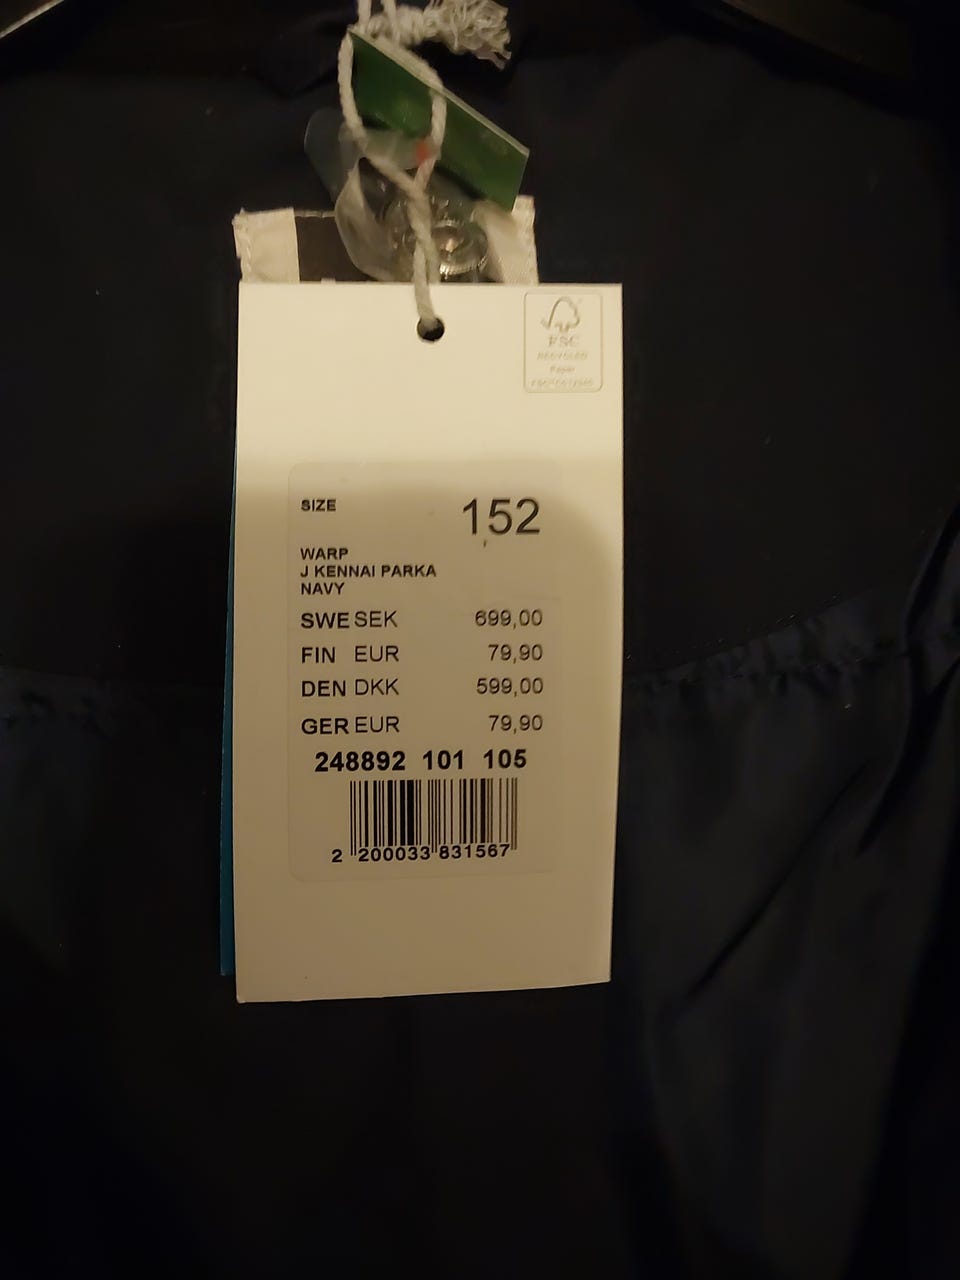 FSC
RECYCLED
Paper
SIZE 152
WARP
J KENNAI PARKA
NAVY
SWE SEK 699,00
FIN EUR 79,90
DEN DKK 599,00
GER EUR 79,90
248892 101 105
2 200033 831567